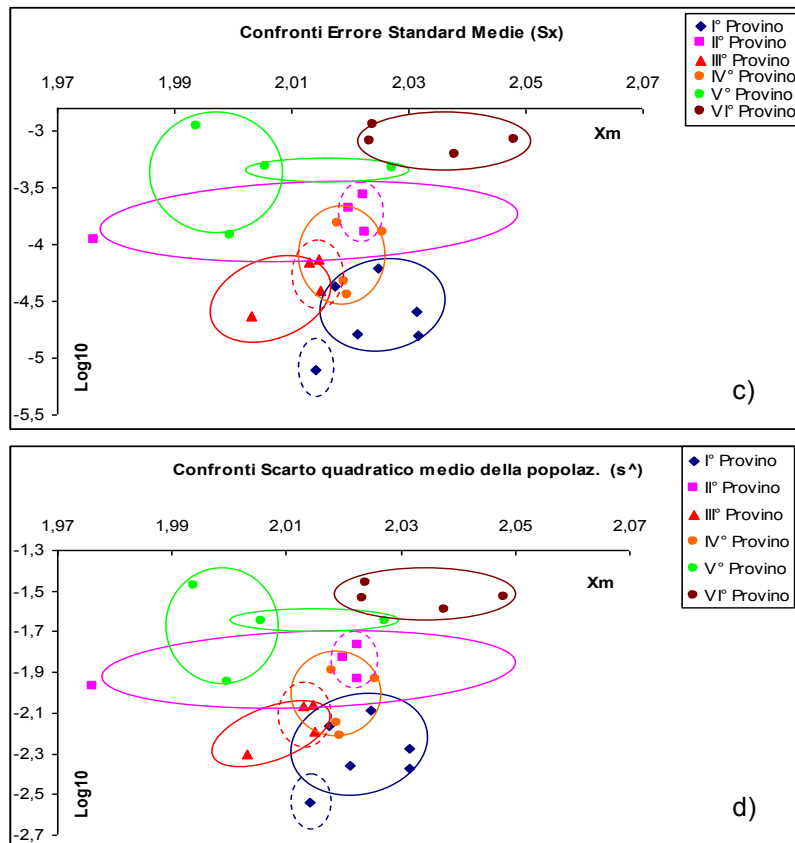 Confronti Errore Standard Medie (Sx)
1,97 1,99 2,01 2,03 2,05 2,07
Xm
-3
-3,5
-4
-4,5
-5
-5,5
Log10
I° Provino
II° Provino
III° Provino
IV° Provino
V° Provino
VI° Provino
c)
Confronti Scarto quadratico medio della popolaz. (s^)
1,97 1,99 2,01 2,03 2,05 2,07
Xm
-1,3
-1,5
-1,7
-1,9
-2,1
-2,3
-2,5
-2,7
Log10
I° Provino
II° Provino
III° Provino
IV° Provino
V° Provino
VI° Provino
d)